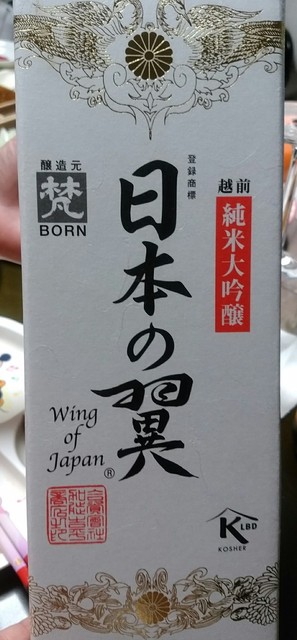 醸造元
梵
BORN
登録商標
日本の翼
越前
純米大吟醸
Wing
of
Japan®
K LBD
KOSHER